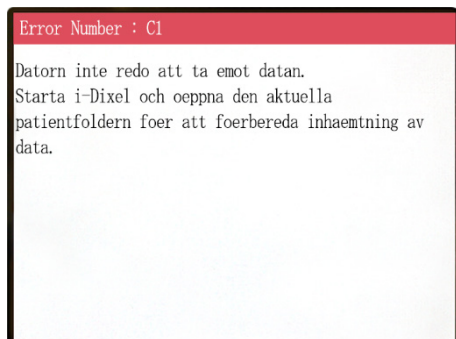 Error Number : C1
Datorn inte redo att ta emot datan.
Starta i-Dixel och oeppna den aktuella
patientfoldern foer att foerbereda inhaemtning av
data.